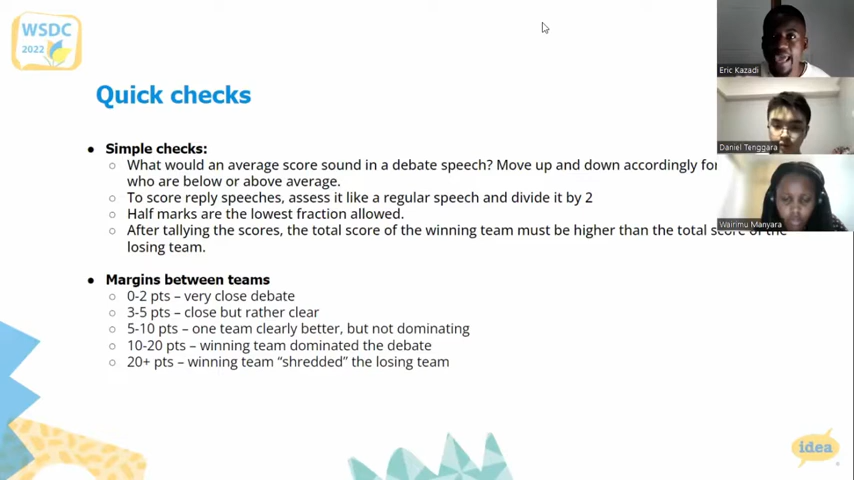 WSDC
2022
Quick checks
● Simple checks:
○ What would an average score sound in a debate speech? Move up and down accordingly for
who are below or above average.
○ To score reply speeches, assess it like a regular speech and divide it by 2
○ Half marks are the lowest fraction allowed.
○ After tallying the scores, the total score of the winning team must be higher than the total score of the
losing team.
● Margins between teams
○ 0-2 pts – very close debate
○ 3-5 pts – close but rather clear
○ 5-10 pts – one team clearly better, but not dominating
○ 10-20 pts – winning team dominated the debate
○ 20+ pts – winning team “shredded” the losing team
Eric Kazadi
Daniel Tenggara
Wairimu Manyara
idea